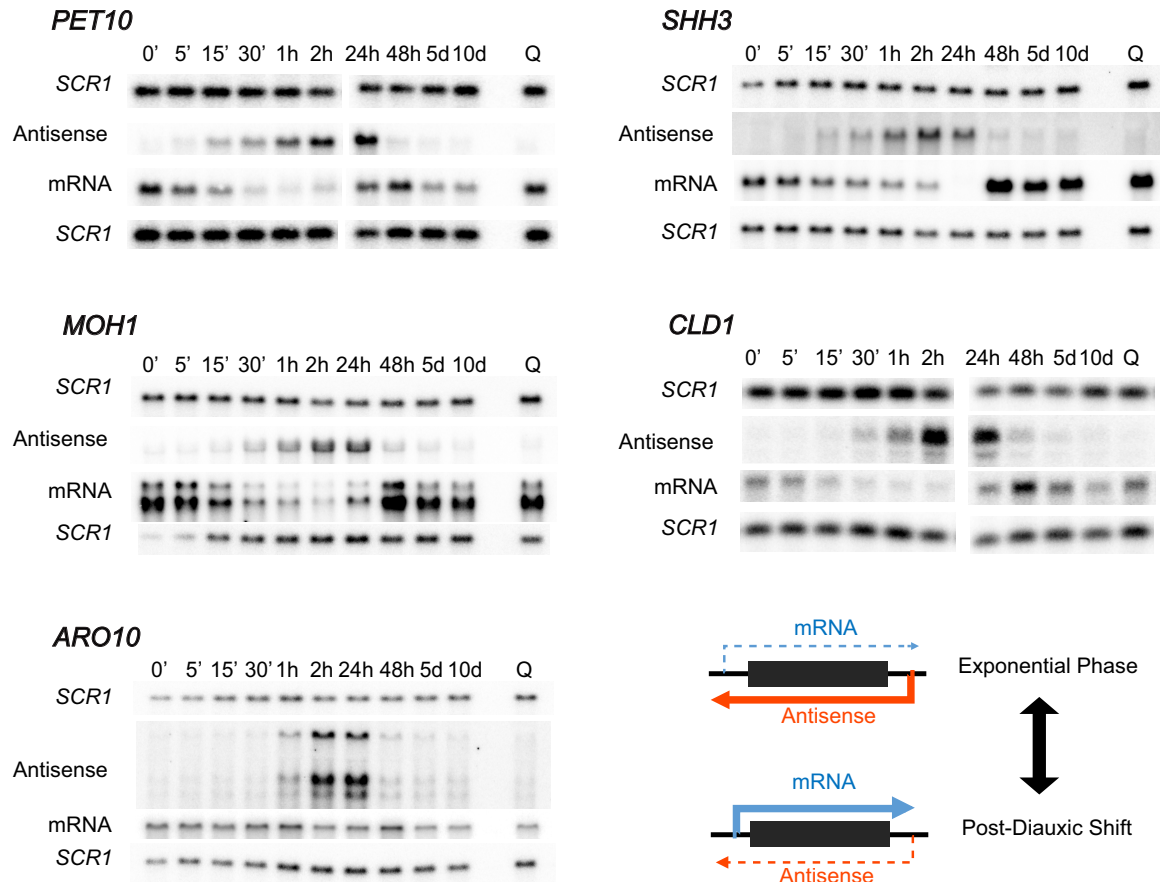 PET10
0’ 5’ 15’ 30’ 1h 2h 24h 48h 5d 10d Q
SCR1
Antisense
mRNA
SCR1
SHH3
0’ 5’ 15’ 30’ 1h 2h 24h 48h 5d 10d Q
SCR1
Antisense
mRNA
SCR1
MOH1
0’ 5’ 15’ 30’ 1h 2h 24h 48h 5d 10d Q
SCR1
Antisense
mRNA
SCR1
CLD1
0’ 5’ 15’ 30’ 1h 2h 24h 48h 5d 10d Q
SCR1
Antisense
mRNA
SCR1
ARO10
0’ 5’ 15’ 30’ 1h 2h 24h 48h 5d 10d Q
SCR1
Antisense
mRNA
SCR1
mRNA
Exponential Phase
Antisense
mRNA
Post-Diauxic Shift
Antisense